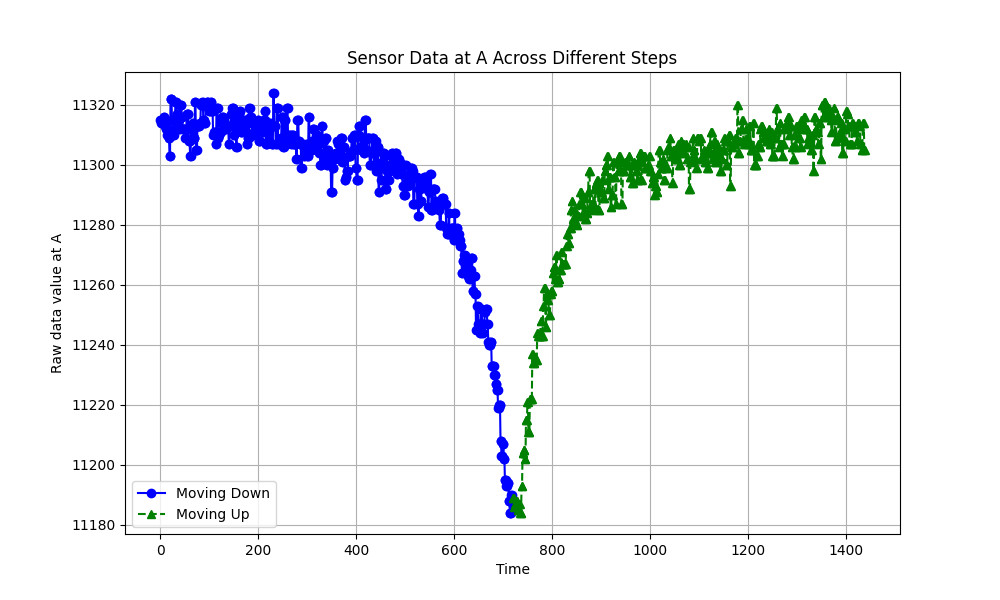 Sensor Data at A Across Different Steps
11320
11300
11280
11260
11240
11220
11200
11180
Raw data value at A
Moving Down
Moving Up
0 200 400 600 800 1000 1200 1400
Time